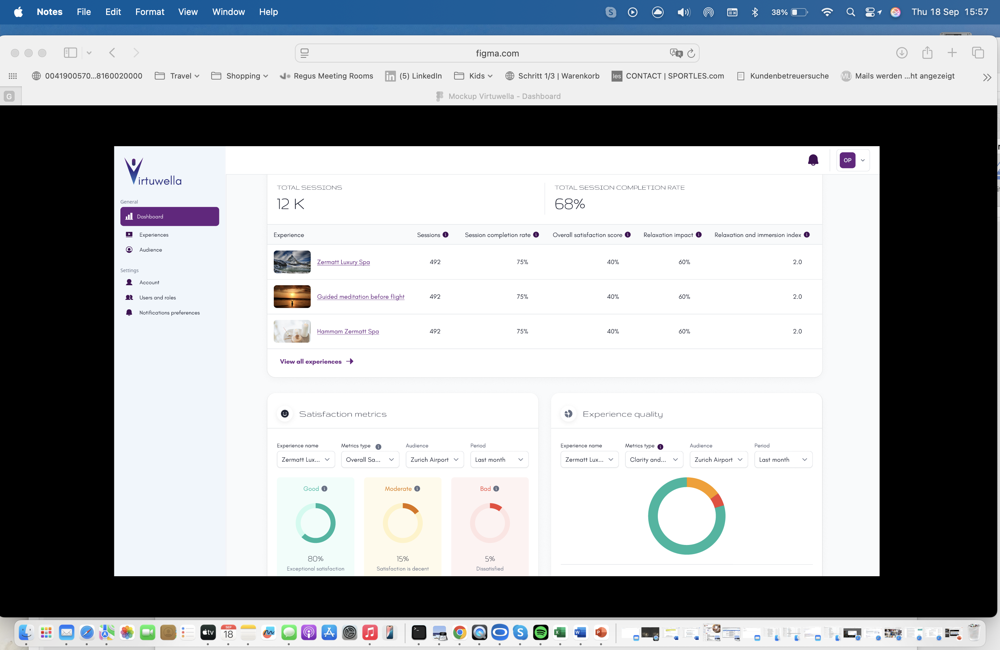 Notes File Edit Format View Window Help 38% Thu 18 Sep 15:57
figma.com
0041900570...8160020000 Travel Shopping Regus Meeting Rooms (5) LinkedIn Kids Schritt 1/3 | Warenkorb CONTACT | SPORTLES.com Kundenbetreuersuche Mails werden ...ht angezeigt
G Mockup Virtuwella - Dashboard
OP
Virtuwella
TOTAL SESSIONS TOTAL SESSION COMPLETION RATE
12 K 68%
General
Dashboard
Experiences
Audience
Settings
Account
Users and roles
Notifications preferences
Experience Sessions Session completion rate Overall satisfaction score Relaxation impact Relaxation and immersion index
Zermatt Luxury Spa 492 75% 40% 60% 2.0
Guided meditation before flight 492 75% 40% 60% 2.0
Hammam Zermatt Spa 492 75% 40% 60% 2.0
View all experiences
Satisfaction metrics
Experience name Metrics type Audience Period
Zermatt Lux... Overall Sa... Zurich Airport Last month
Good Moderate Bad
80% 15% 5%
Exceptional satisfaction Satisfaction is decent Dissatisfied
Experience quality
Experience name Metrics type Audience Period
Zermatt Lux... Clarity and... Zurich Airport Last month
tv SEP 18